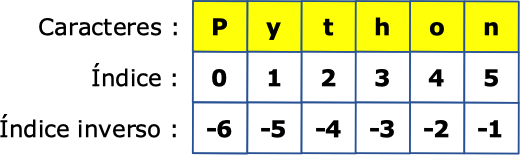 Caracteres : P y t h o n
Índice : 0 1 2 3 4 5
Índice inverso : -6 -5 -4 -3 -2 -1